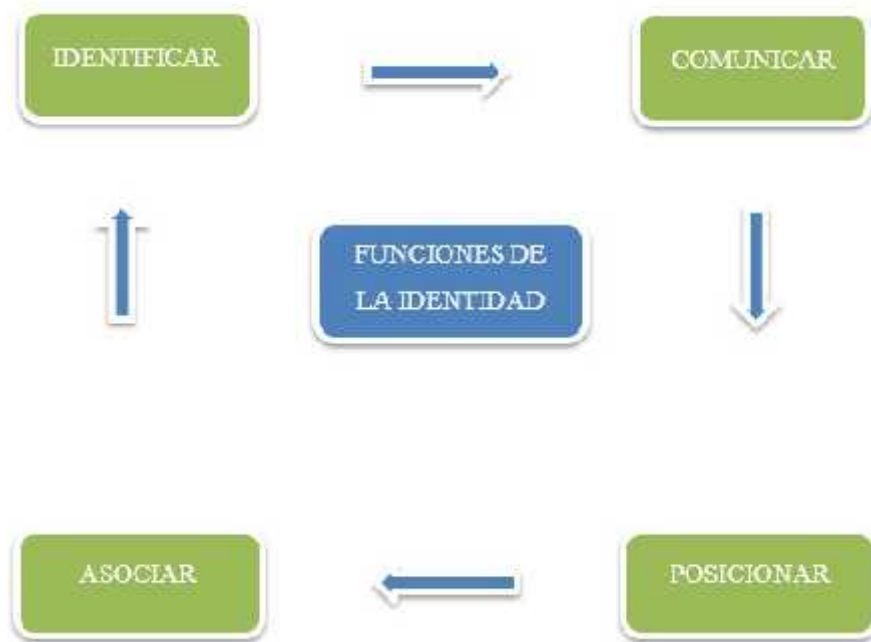 IDENTIFICAR
COMUNICAR
FUNCIONES DE
LA IDENTIDAD
ASOCIAR
POSICIONAR